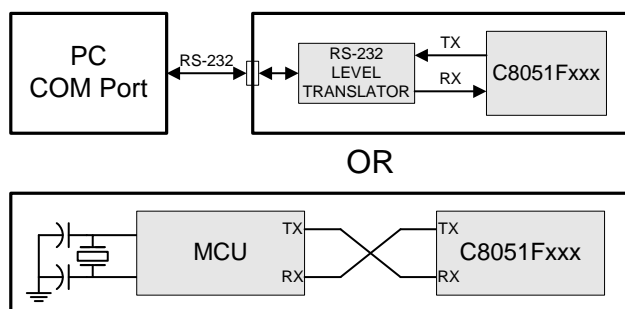 PC
COM Port
RS-232
RS-232
LEVEL
TRANSLATOR
TX
RX
C8051Fxxx
OR
MCU
TX
RX
TX
RX
C8051Fxxx